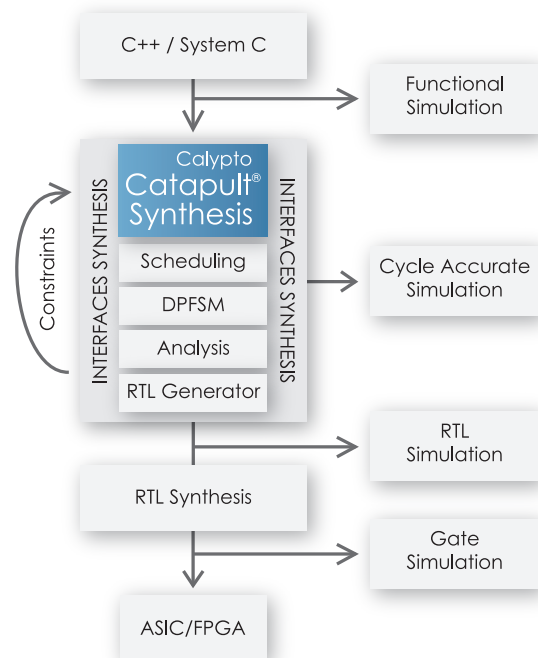 C++ / System C
Functional
Simulation
Calypto
Catapult®
Synthesis
INTERFACES SYNTHESIS
INTERFACES SYNTHESIS
Constraints
Scheduling
DPFSM
Analysis
RTL Generator
Cycle Accurate
Simulation
RTL
Simulation
RTL Synthesis
Gate
Simulation
ASIC/FPGA